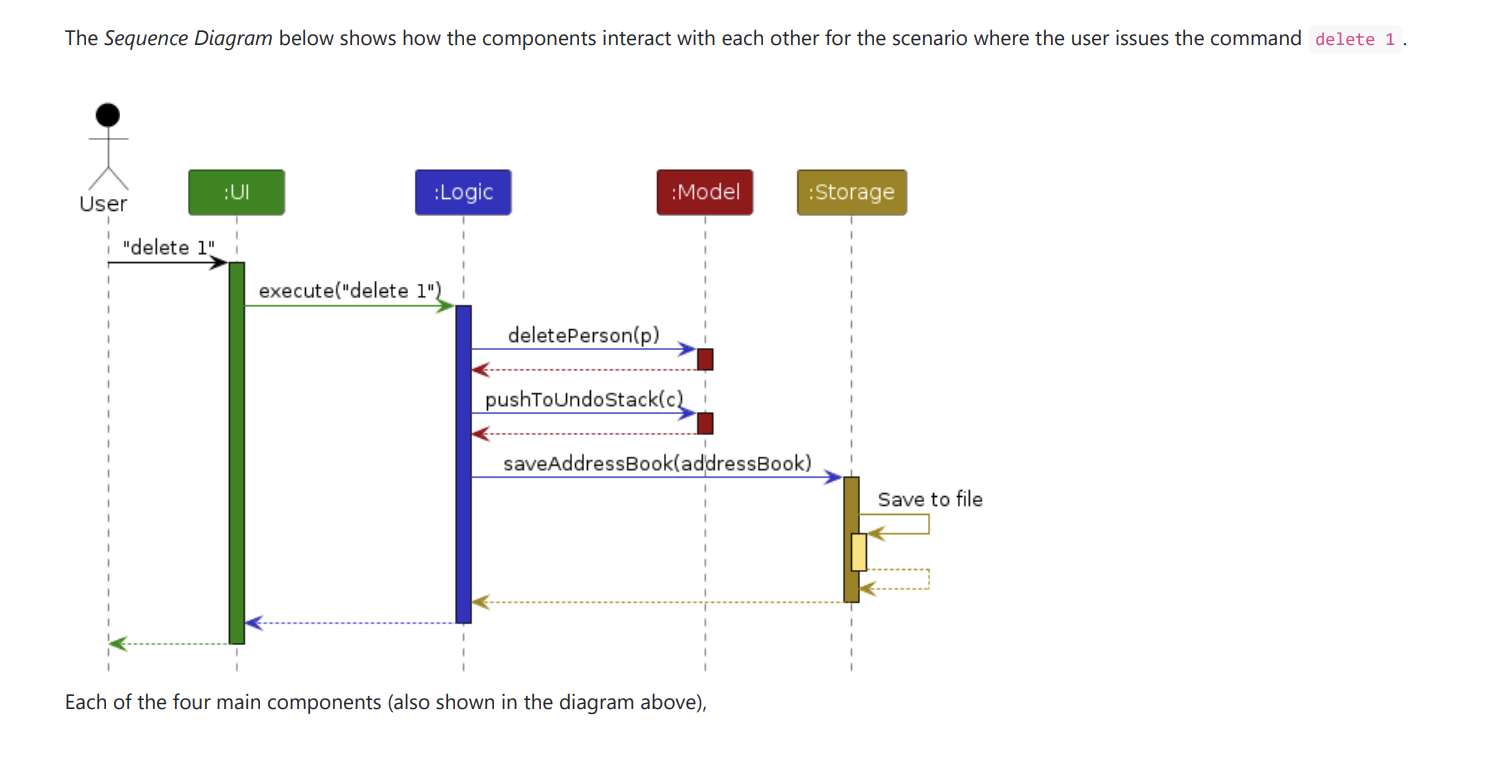 The Sequence Diagram below shows how the components interact with each other for the scenario where the user issues the command delete 1 .
User
:UI
:Logic
:Model
:Storage
"delete 1"
execute("delete 1")
deletePerson(p)
pushToUndoStack(c)
saveAddressBook(addressBook)
Save to file
Each of the four main components (also shown in the diagram above),